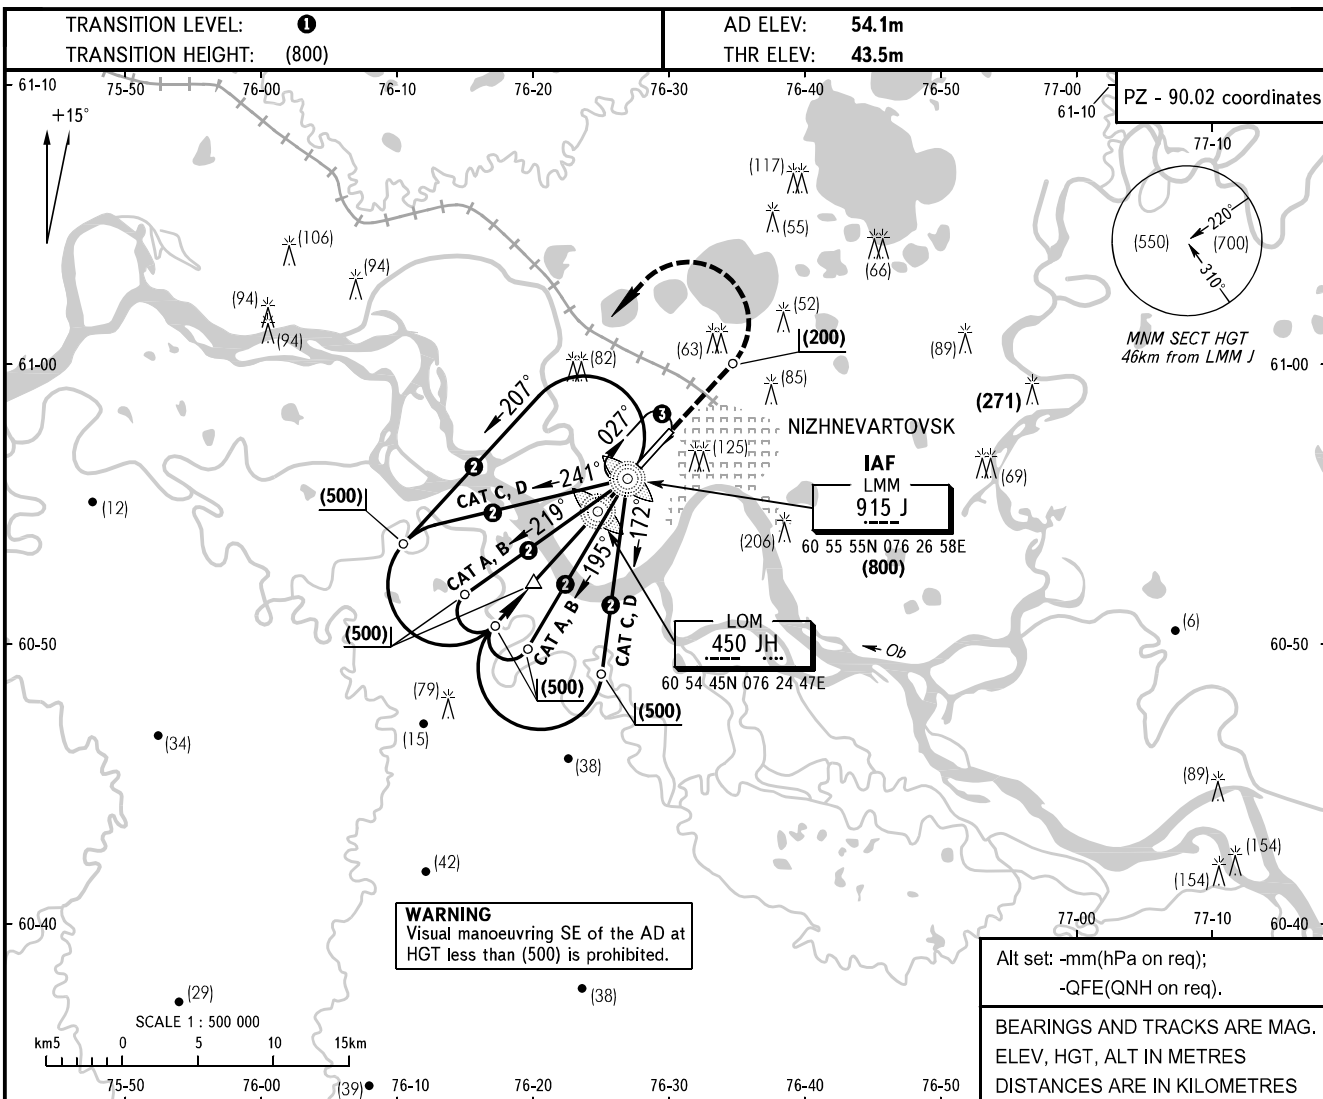 TRANSITION LEVEL: 1
TRANSITION HEIGHT: (800)
AD ELEV: 54.1m
THR ELEV: 43.5m
61-10
75-50
76-00
76-10
76-20
76-30
76-40
76-50
77-00
61-10
PZ - 90.02 coordinates
77-10
+15°
(117)
(55)
(66)
(106)
(94)
(94)
(94)
220°
(550)
(700)
310°
MNM SECT HGT
46km from LMM J
(52)
(63)
(200)
(82)
(89)
61-00
61-00
(85)
(271)
207°
027°
3
NIZHNEVARTOVSK
(125)
(69)
2
241°
CAT C, D
2
(500)
(12)
IAF
LMM
915 J
60 55 55N 076 26 58E
(800)
(206)
219°
CAT A, B
2
195°
CAT A, B
2
172°
CAT C, D
2
(500)
LOM
450 JH
60 54 45N 076 24 47E
Ob
(6)
60-50
60-50
(500)
(500)
(79)
(15)
(34)
(38)
(89)
(154)
(154)
(42)
WARNING
Visual manoeuvring SE of the AD at
HGT less than (500) is prohibited.
60-40
77-00
77-10
60-40
(29)
(38)
SCALE 1 : 500 000
km5 0 5 10 15km
(39)
75-50
76-00
76-10
76-20
76-30
76-40
76-50
Alt set: -mm(hPa on req);
-QFE(QNH on req).
BEARINGS AND TRACKS ARE MAG.
ELEV, HGT, ALT IN METRES
DISTANCES ARE IN KILOMETRES